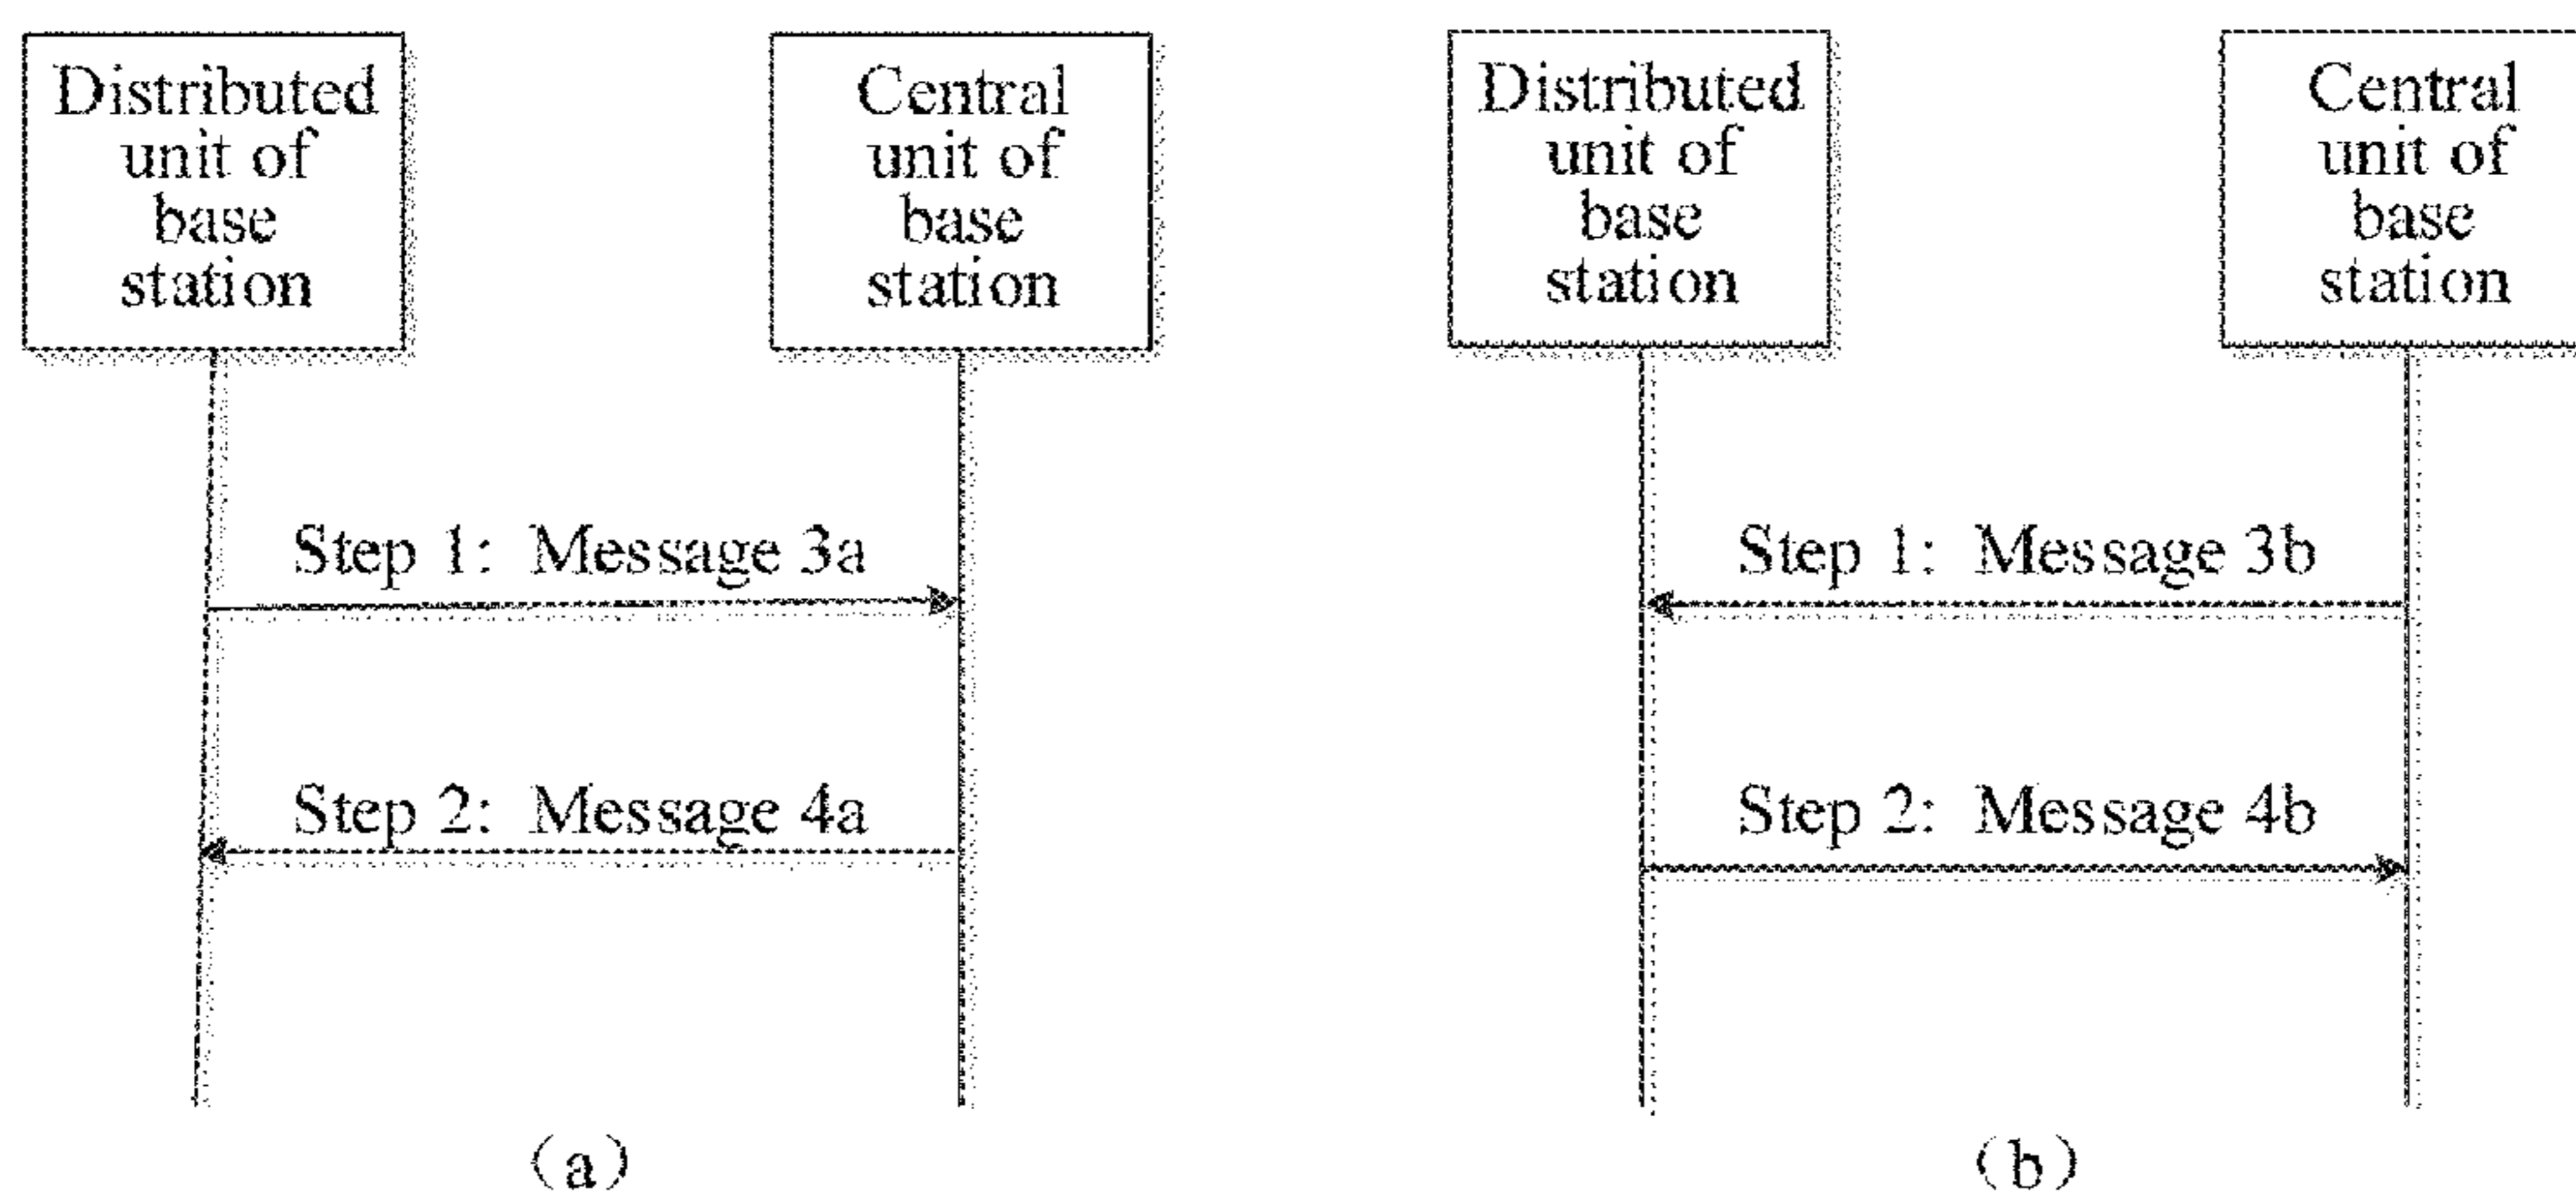 Distributed
unit of
base
station
Central
unit of
base
station
Step 1: Message 3a
Step 2: Message 4a
(a)
Distributed
unit of
base
station
Central
unit of
base
station
Step 1: Message 3b
Step 2: Message 4b
(b)